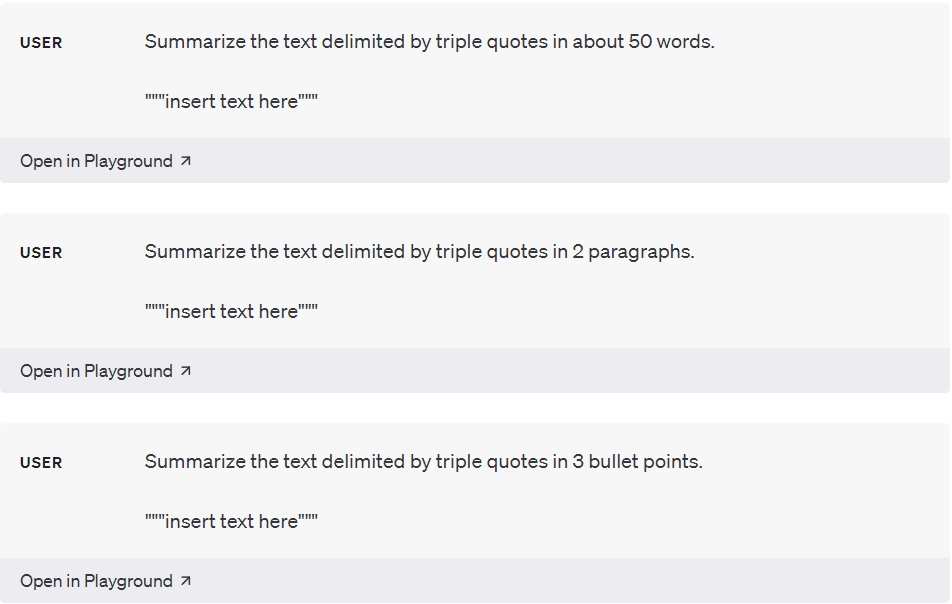 USER Summarize the text delimited by triple quotes in about 50 words.
"""insert text here"""
Open in Playground ↗
USER Summarize the text delimited by triple quotes in 2 paragraphs.
"""insert text here"""
Open in Playground ↗
USER Summarize the text delimited by triple quotes in 3 bullet points.
"""insert text here"""
Open in Playground ↗